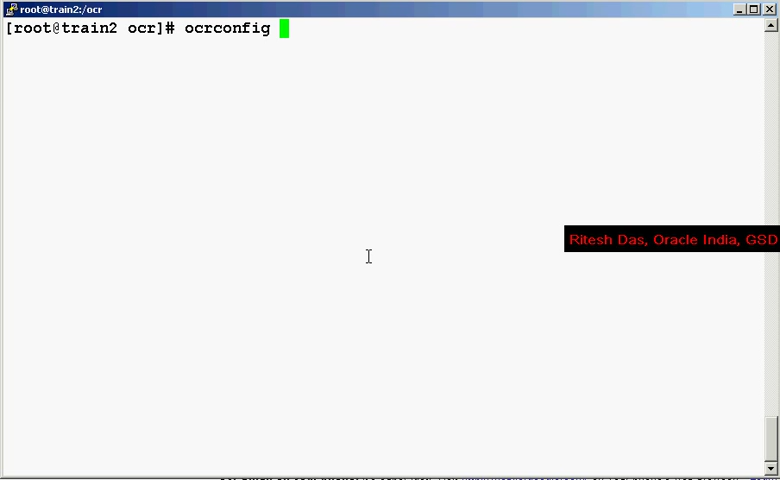 root@train2:/ocr
[root@train2 ocr]# ocrconfig
Ritesh Das, Oracle India, GSD